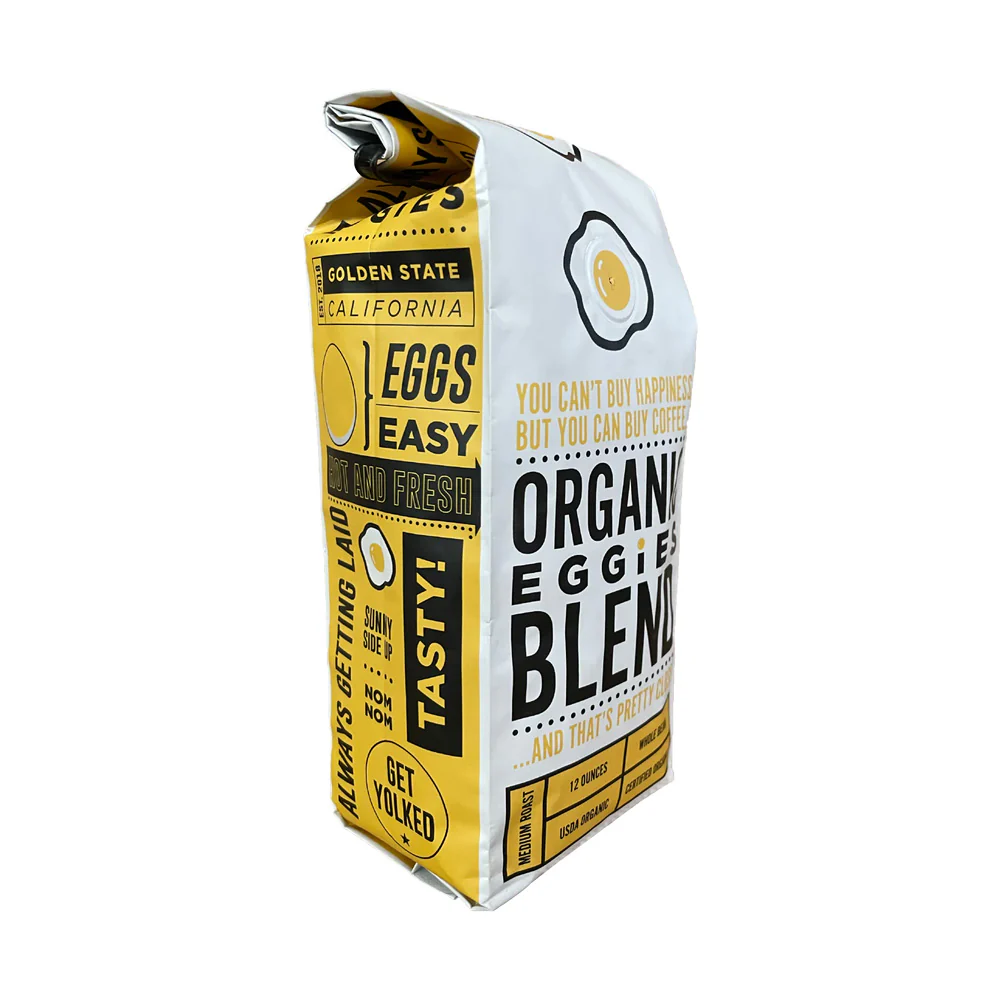 ALWAYS
GIES
EST. 2018
GOLDEN STATE
CALIFORNIA
EGGS
EASY
HOT AND FRESH
ALWAYS GETTING LAID
SUNNY
SIDE UP
NOM
NOM
TASTY!
GET
YOLKED
YOU CAN'T BUY HAPPINESS
BUT YOU CAN BUY COFFEE
ORGANIC
EGGiES
BLEND
...AND THAT'S PRETTY
MEDIUM ROAST
12 OUNCES
WHOLE BEAN
USDA ORGANIC
CERTIFIED ORGANIC